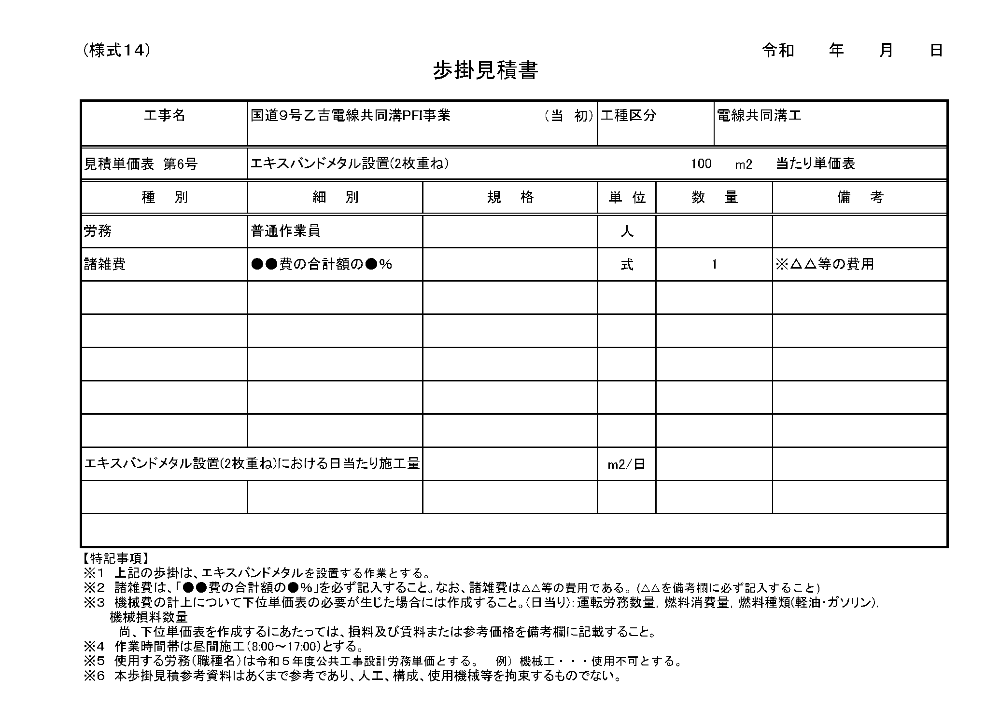 （様式１４） 令和　　年　　月　　日
歩掛見積書
工事名 国道９号乙吉電線共同溝PFI事業 （当　初） 工種区分 電線共同溝工
見積単価表　第6号 エキスバンドメタル設置(2枚重ね) 100 m2 当たり単価表
種　別 細　別 規　格 単　位 数　量 備　考
労務 普通作業員 人
諸雑費 ●●費の合計額の●％ 式 1 ※△△等の費用
エキスバンドメタル設置(2枚重ね)における日当たり施工量 m2/日
【特記事項】
※１　上記の歩掛は、エキスバンドメタルを設置する作業とする。
※２　諸雑費は、「●●費の合計額の●％」を必ず記入すること。なお、諸雑費は△△等の費用である。（△△を備考欄に必ず記入すること）
※３　機械費の計上について下位単価表の必要が生じた場合には作成すること。（日当り）：運転労務数量，燃料消費量，燃料種類(軽油・ガソリン)，
機械損料数量
尚、下位単価表を作成するにあたっては、損料及び賃料または参考価格を備考欄に記載すること。
※４　作業時間帯は昼間施工（8:00～17:00）とする。
※５　使用する労務（職種名）は令和５年度公共工事設計労務単価とする。　例）機械工・・・使用不可とする。
※６　本歩掛見積参考資料はあくまで参考であり、人工、構成、使用機械等を拘束するものでない。